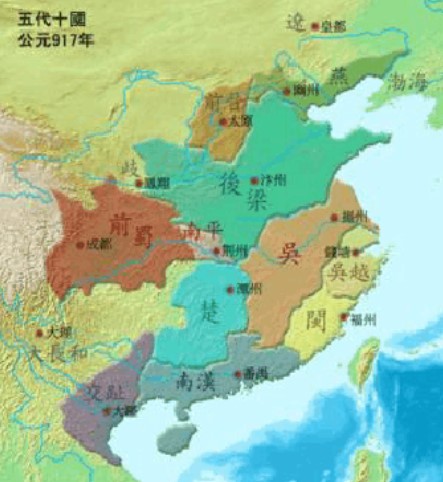 五代十國
公元917年
遼
皇都
燕
幽州
渤海
前晉
太原
岐
鳳翔
後梁
汴州
前蜀
成都
南平
荆州
吳
揚州
錢塘
吳越
楚
潭州
閩
福州
大理
大長和
南漢
番禺
交趾
大羅